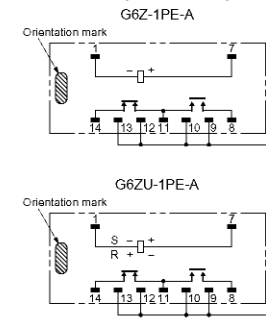 G6Z-1PE-A
Orientation mark
1 7
– +
14 13 12 11 10 9 8
G6ZU-1PE-A
Orientation mark
1 7
S – +
R + –
14 13 12 11 10 9 8